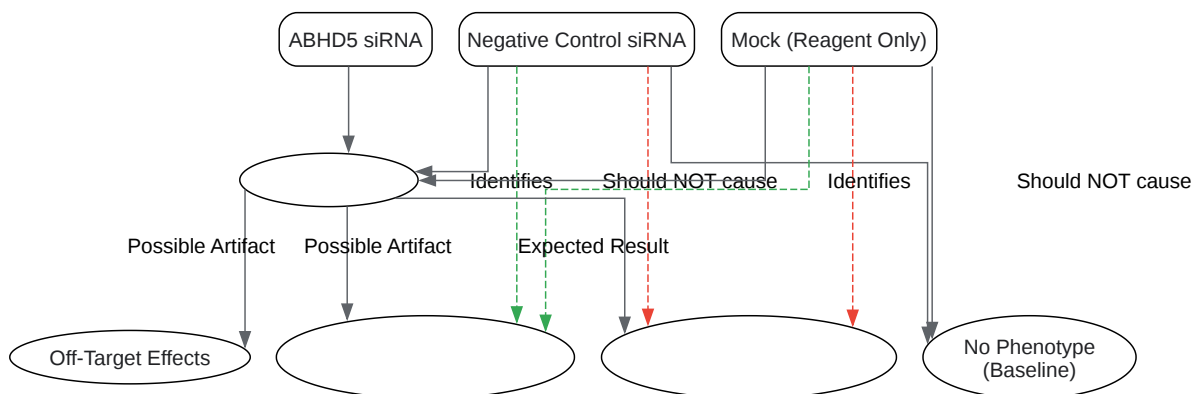 ABHD5 siRNA
Negative Control siRNA
Mock (Reagent Only)
Identifies
Should NOT cause
Identifies
Should NOT cause
Possible Artifact
Possible Artifact
Expected Result
Off-Target Effects
No Phenotype
(Baseline)